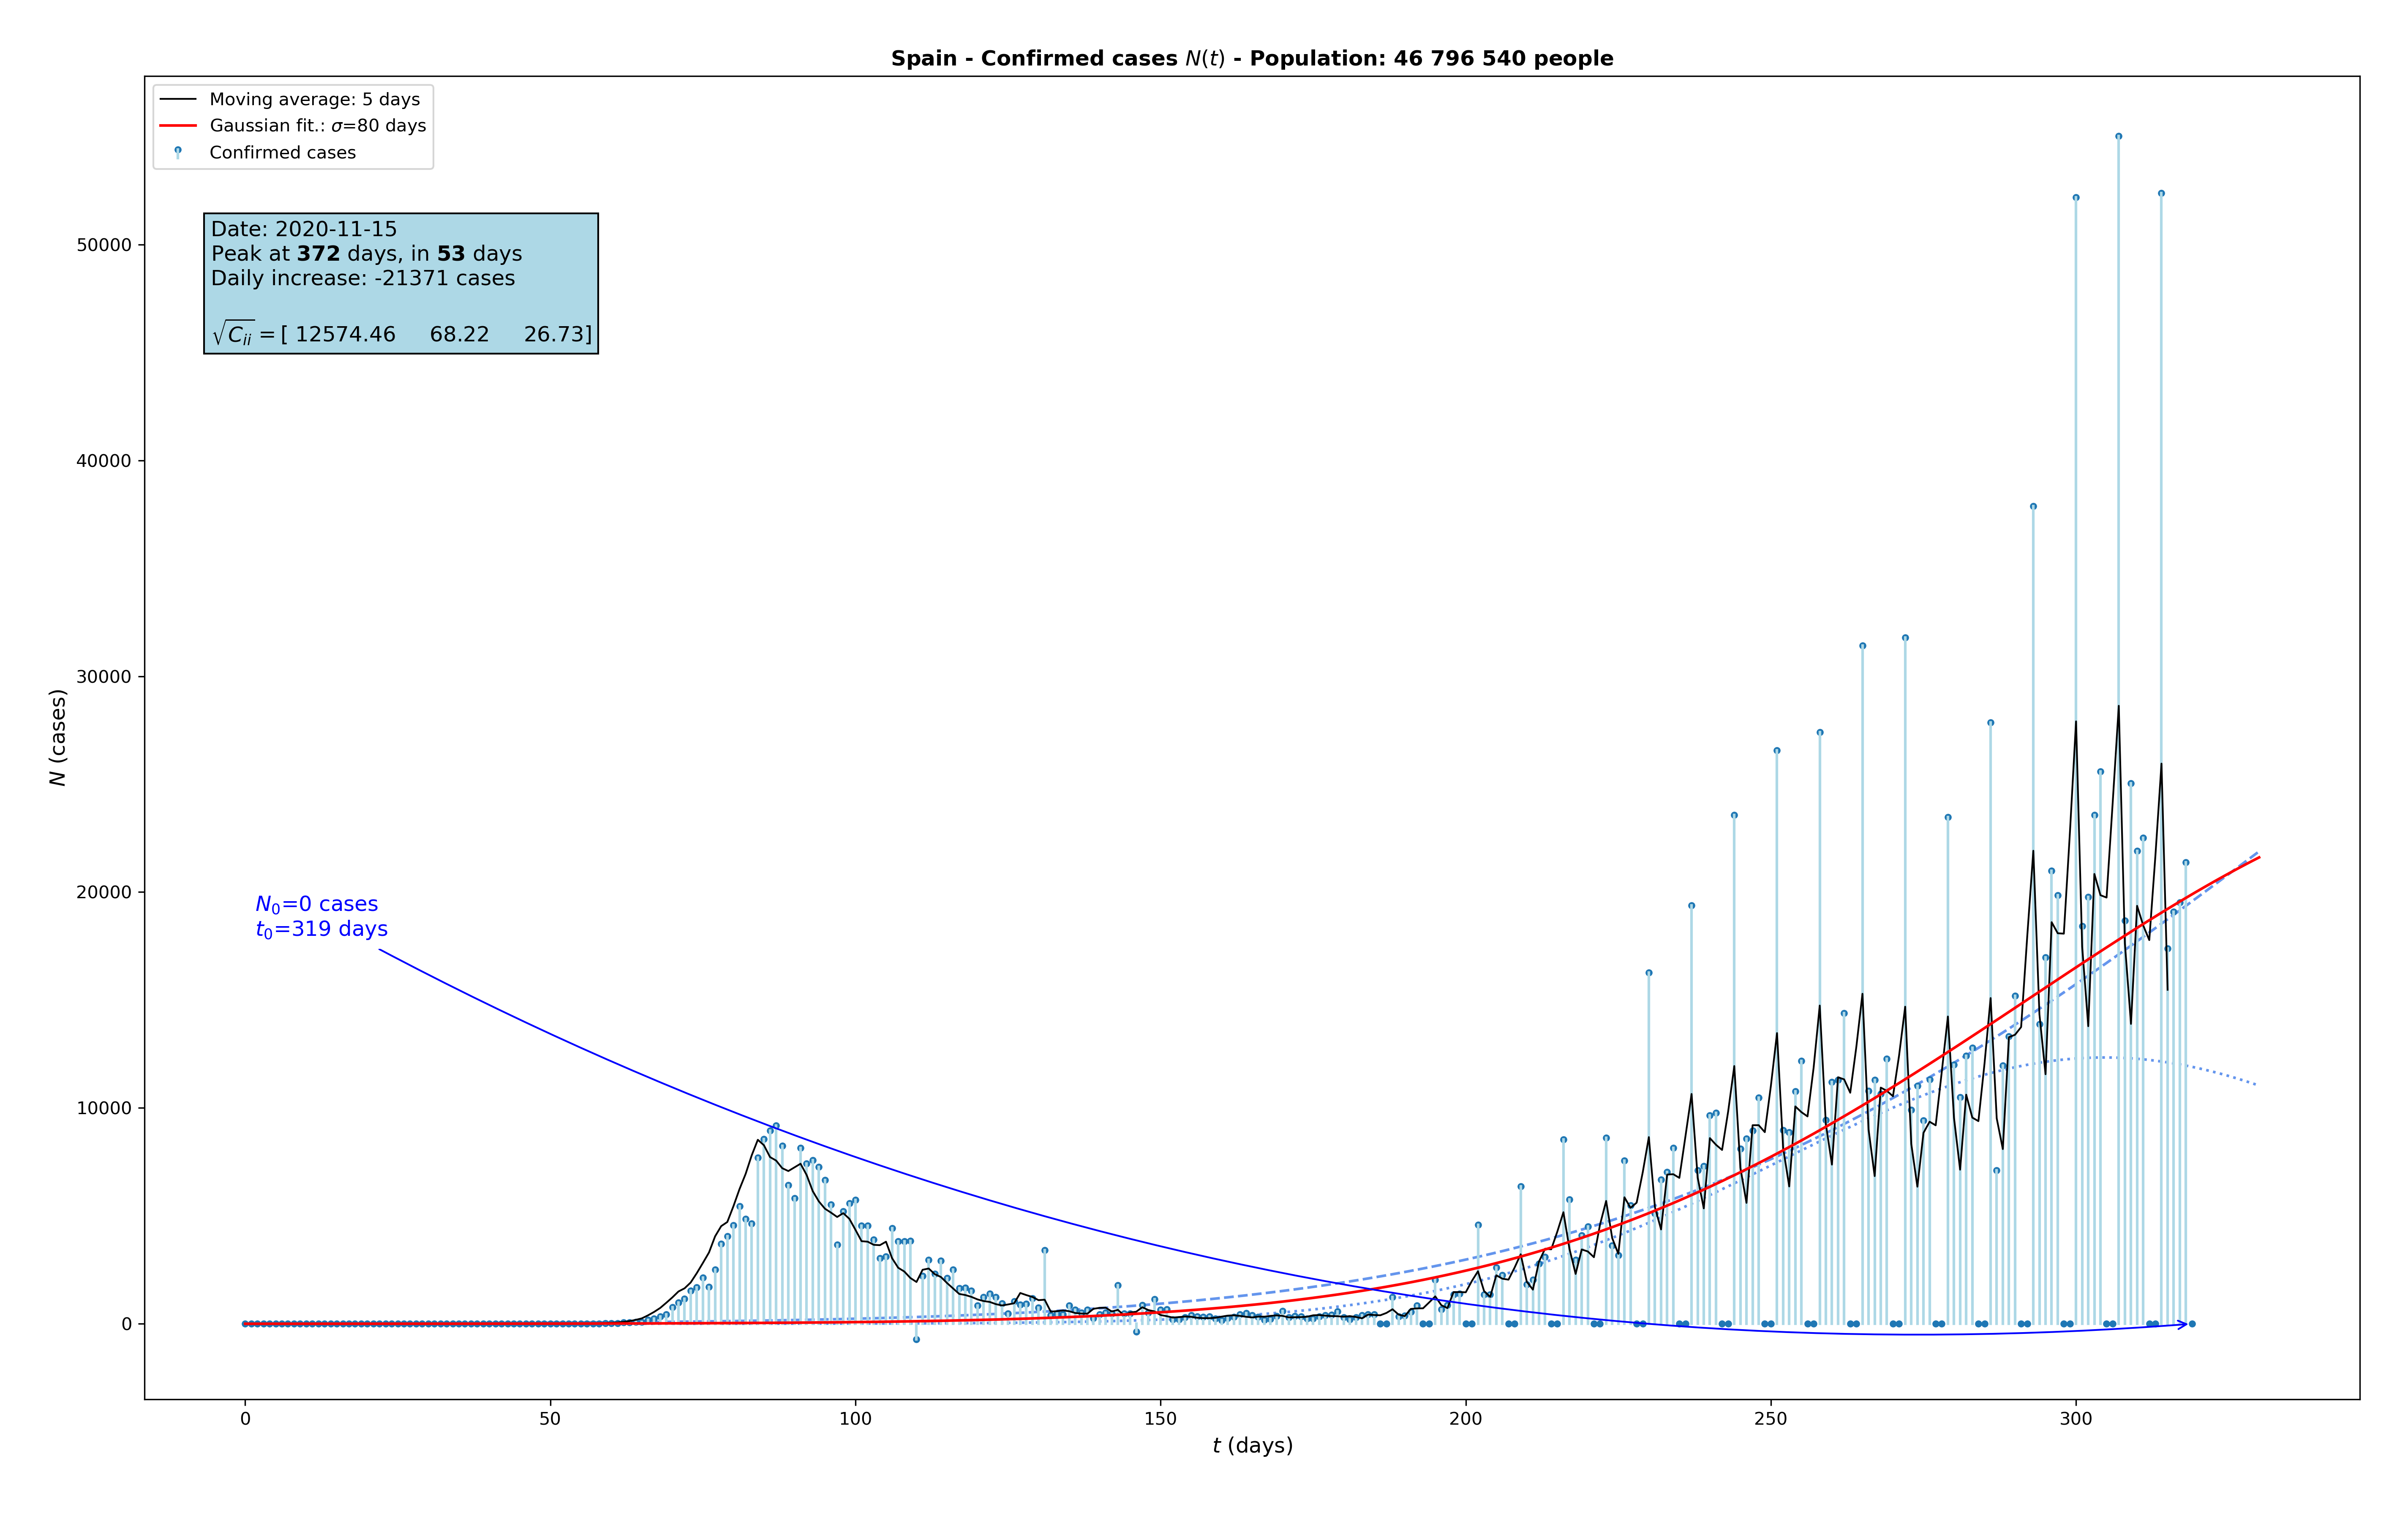 Spain - Confirmed cases N(t) - Population: 46 796 540 people
Moving average: 5 days
Gaussian fit.: σ=80 days
Confirmed cases
Date: 2020-11-15
Peak at 372 days, in 53 days
Daily increase: -21371 cases
√C_ii = [ 12574.46 68.22 26.73]
N_0=0 cases
t_0=319 days
N (cases)
50000
40000
30000
20000
10000
0
0 50 100 150 200 250 300
t (days)